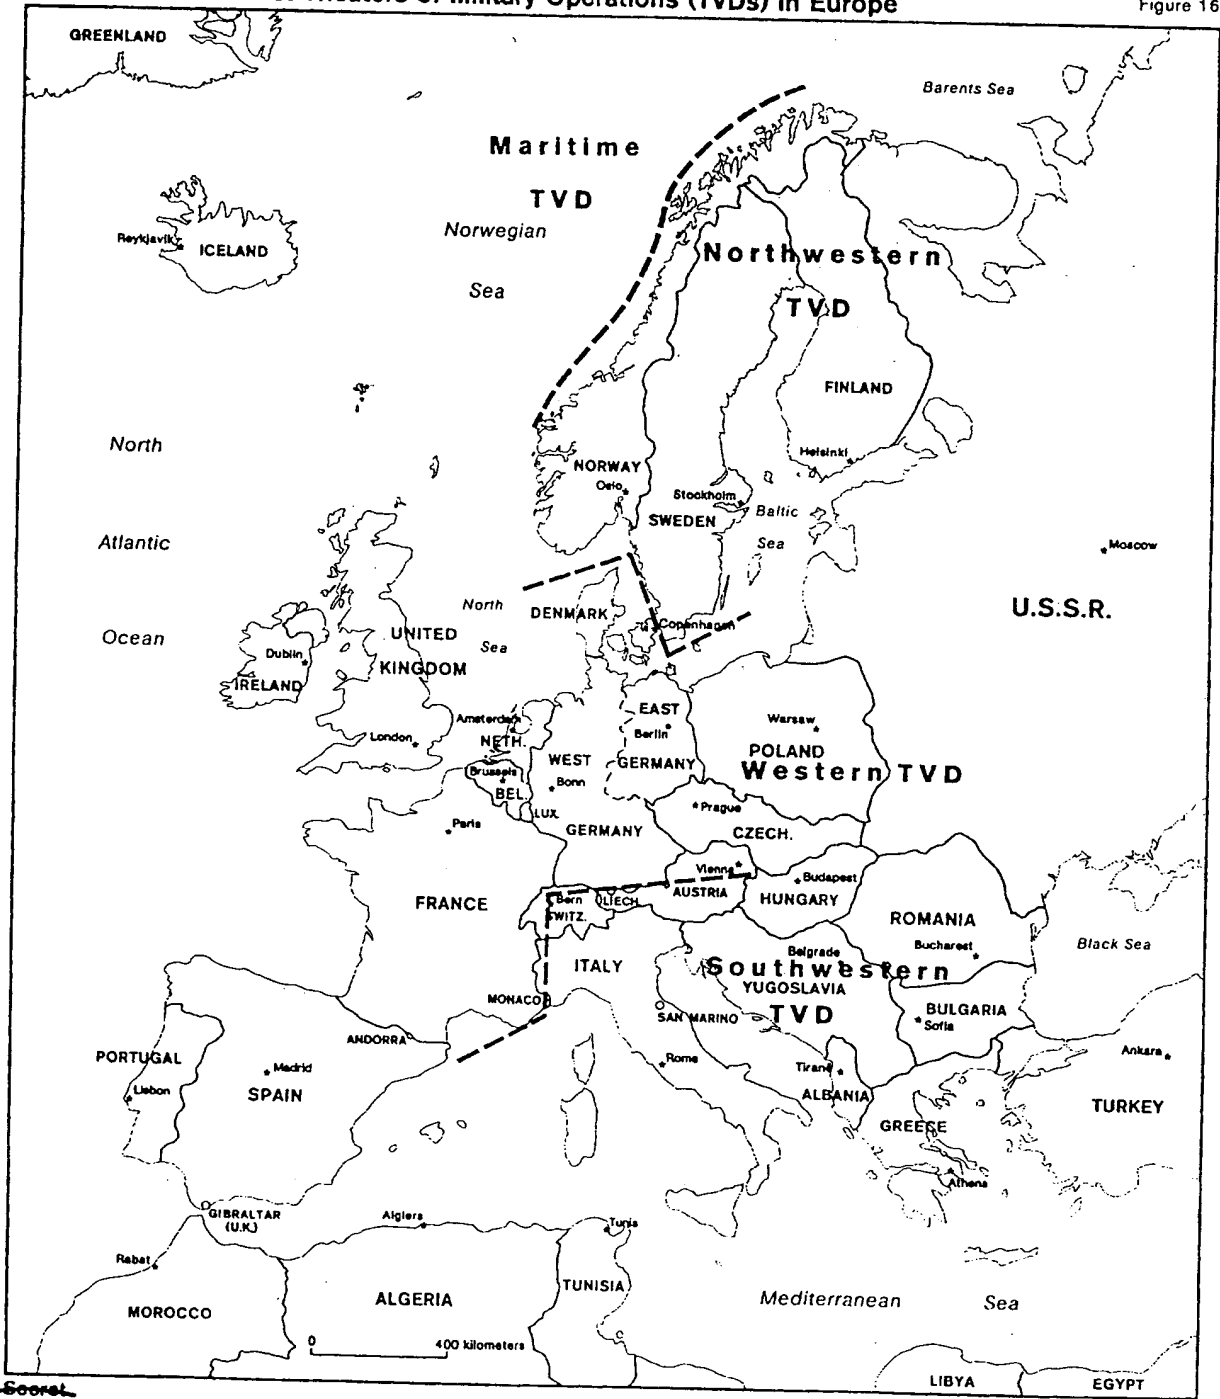 Theaters of Military Operations (TVDs) in Europe
Figure 16
GREENLAND
Barents Sea
Maritime
TVD
Norwegian
Sea
Reykjavik
ICELAND
Northwestern
TVD
FINLAND
Helsinki
North
Atlantic
Ocean
NORWAY
Oslo
Stockholm
SWEDEN
Baltic
Sea
Moscow
U.S.S.R.
North
Sea
DENMARK
Copenhagen
UNITED
KINGDOM
Dublin
IRELAND
London
Amsterdam
NETH.
Brussels
BEL.
LUX.
WEST
Bonn
GERMANY
EAST
Berlin
GERMANY
Warsaw
POLAND
Western TVD
Prague
CZECH.
Paris
FRANCE
Vienna
AUSTRIA
Budapest
HUNGARY
Bern
SWITZ.
LIECH.
ROMANIA
Bucharest
Black Sea
ITALY
Belgrade
Southwestern
YUGOSLAVIA
TVD
MONACO
SAN MARINO
BULGARIA
Sofia
ANDORRA
PORTUGAL
Lisbon
Madrid
SPAIN
Rome
Tiranë
ALBANIA
GREECE
Athens
Ankara
TURKEY
GIBRALTAR
(U.K.)
Algiers
Tunis
Rabat
MOROCCO
ALGERIA
TUNISIA
Mediterranean Sea
0 400 kilometers
LIBYA
EGYPT
Secret